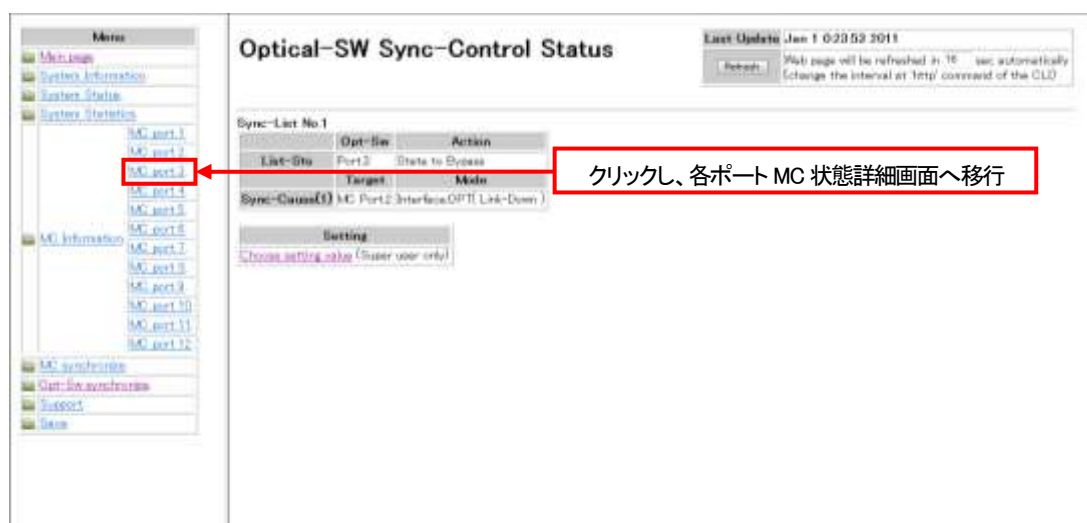 Menu
Main page
System Information
System Status
System Statistics
MC Information
MC port 1
MC port 2
MC port 3
MC port 4
MC port 5
MC port 6
MC port 7
MC port 8
MC port 9
MC port 10
MC port 11
MC port 12
MC synchronize
Opt-Sw synchronize
Support
Save
Optical-SW Sync-Control Status
Last Update Jan 1 0:23:53 2011
Refresh
Web page will be refreshed in 16 sec automatically
(change the interval at 'http' command of the CLI)
Sync-List No.1
Opt-Sw Action
List-Sts Port2 State to Bypass
Target Mode
Sync-Cause(1) MC Port2 Interface.OPT( Link-Down )
Setting
Choose setting value (Super user only)
クリックし、各ポート MC 状態詳細画面へ移行